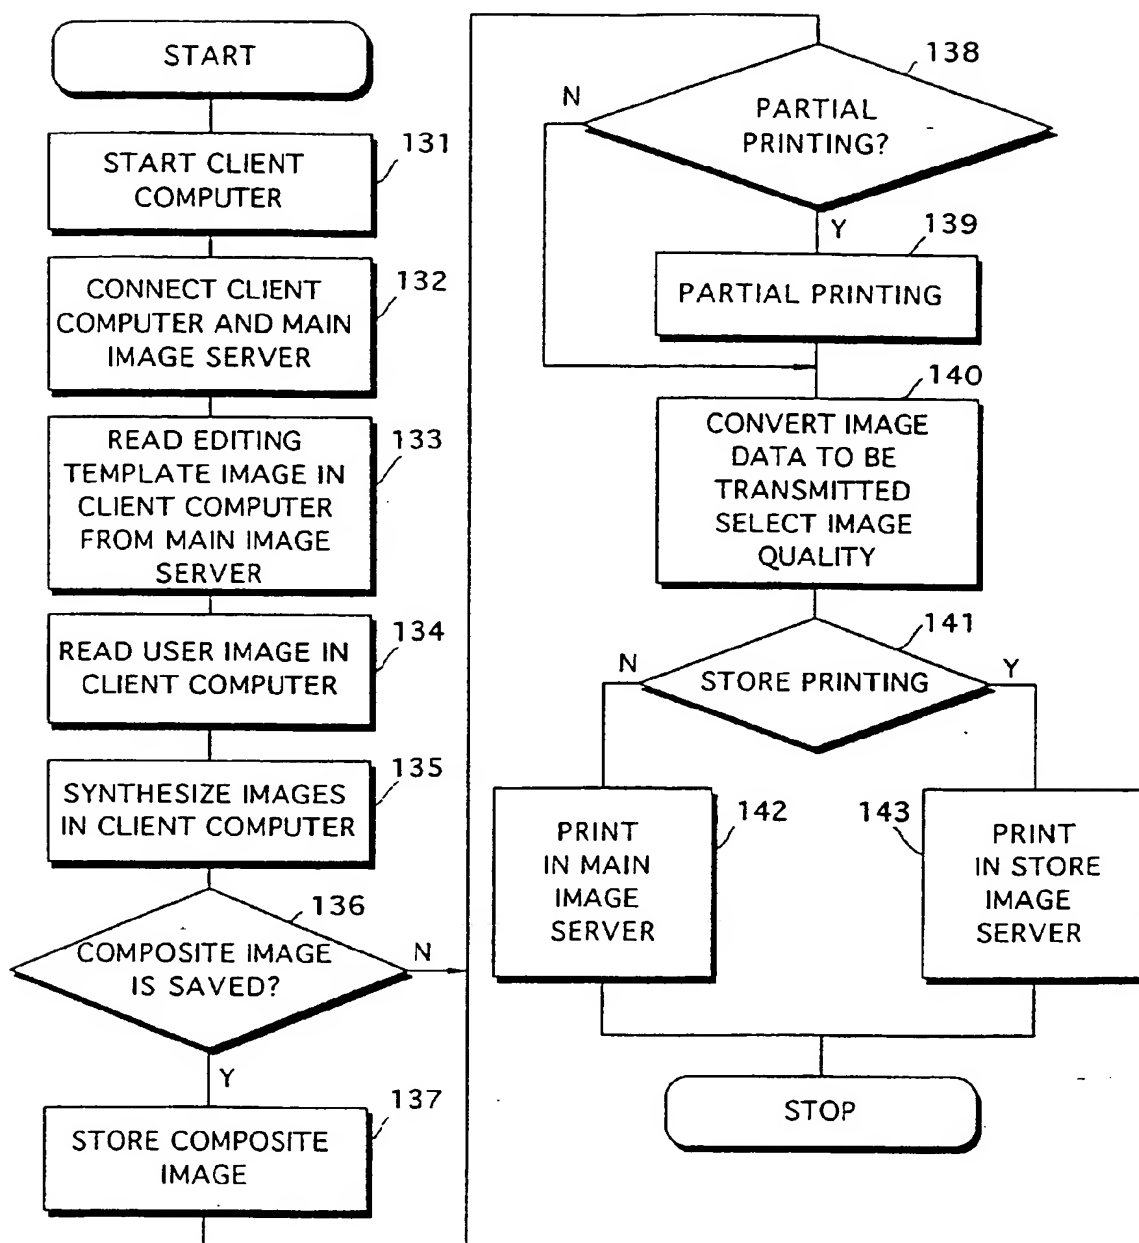 START
131
START CLIENT
COMPUTER
132
CONNECT CLIENT
COMPUTER AND MAIN
IMAGE SERVER
133
READ EDITING
TEMPLATE IMAGE IN
CLIENT COMPUTER
FROM MAIN IMAGE
SERVER
134
READ USER IMAGE IN
CLIENT COMPUTER
135
SYNTHESIZE IMAGES
IN CLIENT COMPUTER
136
COMPOSITE IMAGE
IS SAVED?
N
Y
137
STORE COMPOSITE
IMAGE
138
PARTIAL
PRINTING?
N
Y
139
PARTIAL PRINTING
140
CONVERT IMAGE
DATA TO BE
TRANSMITTED
SELECT IMAGE
QUALITY
141
STORE PRINTING
N
Y
142
PRINT
IN MAIN
IMAGE
SERVER
143
PRINT
IN STORE
IMAGE
SERVER
STOP